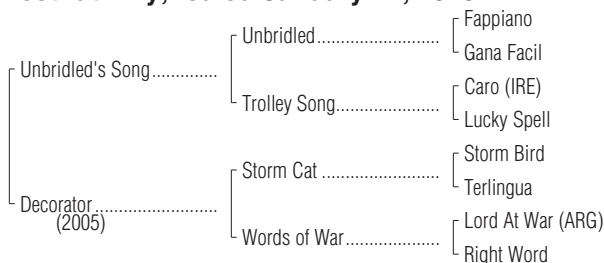 Fappiano
Unbridled
Gana Facil
Unbridled's Song
Caro (IRE)
Trolley Song
Lucky Spell
Storm Bird
Storm Cat
Terlingua
Decorator
(2005)
Lord At War (ARG)
Words of War
Right Word